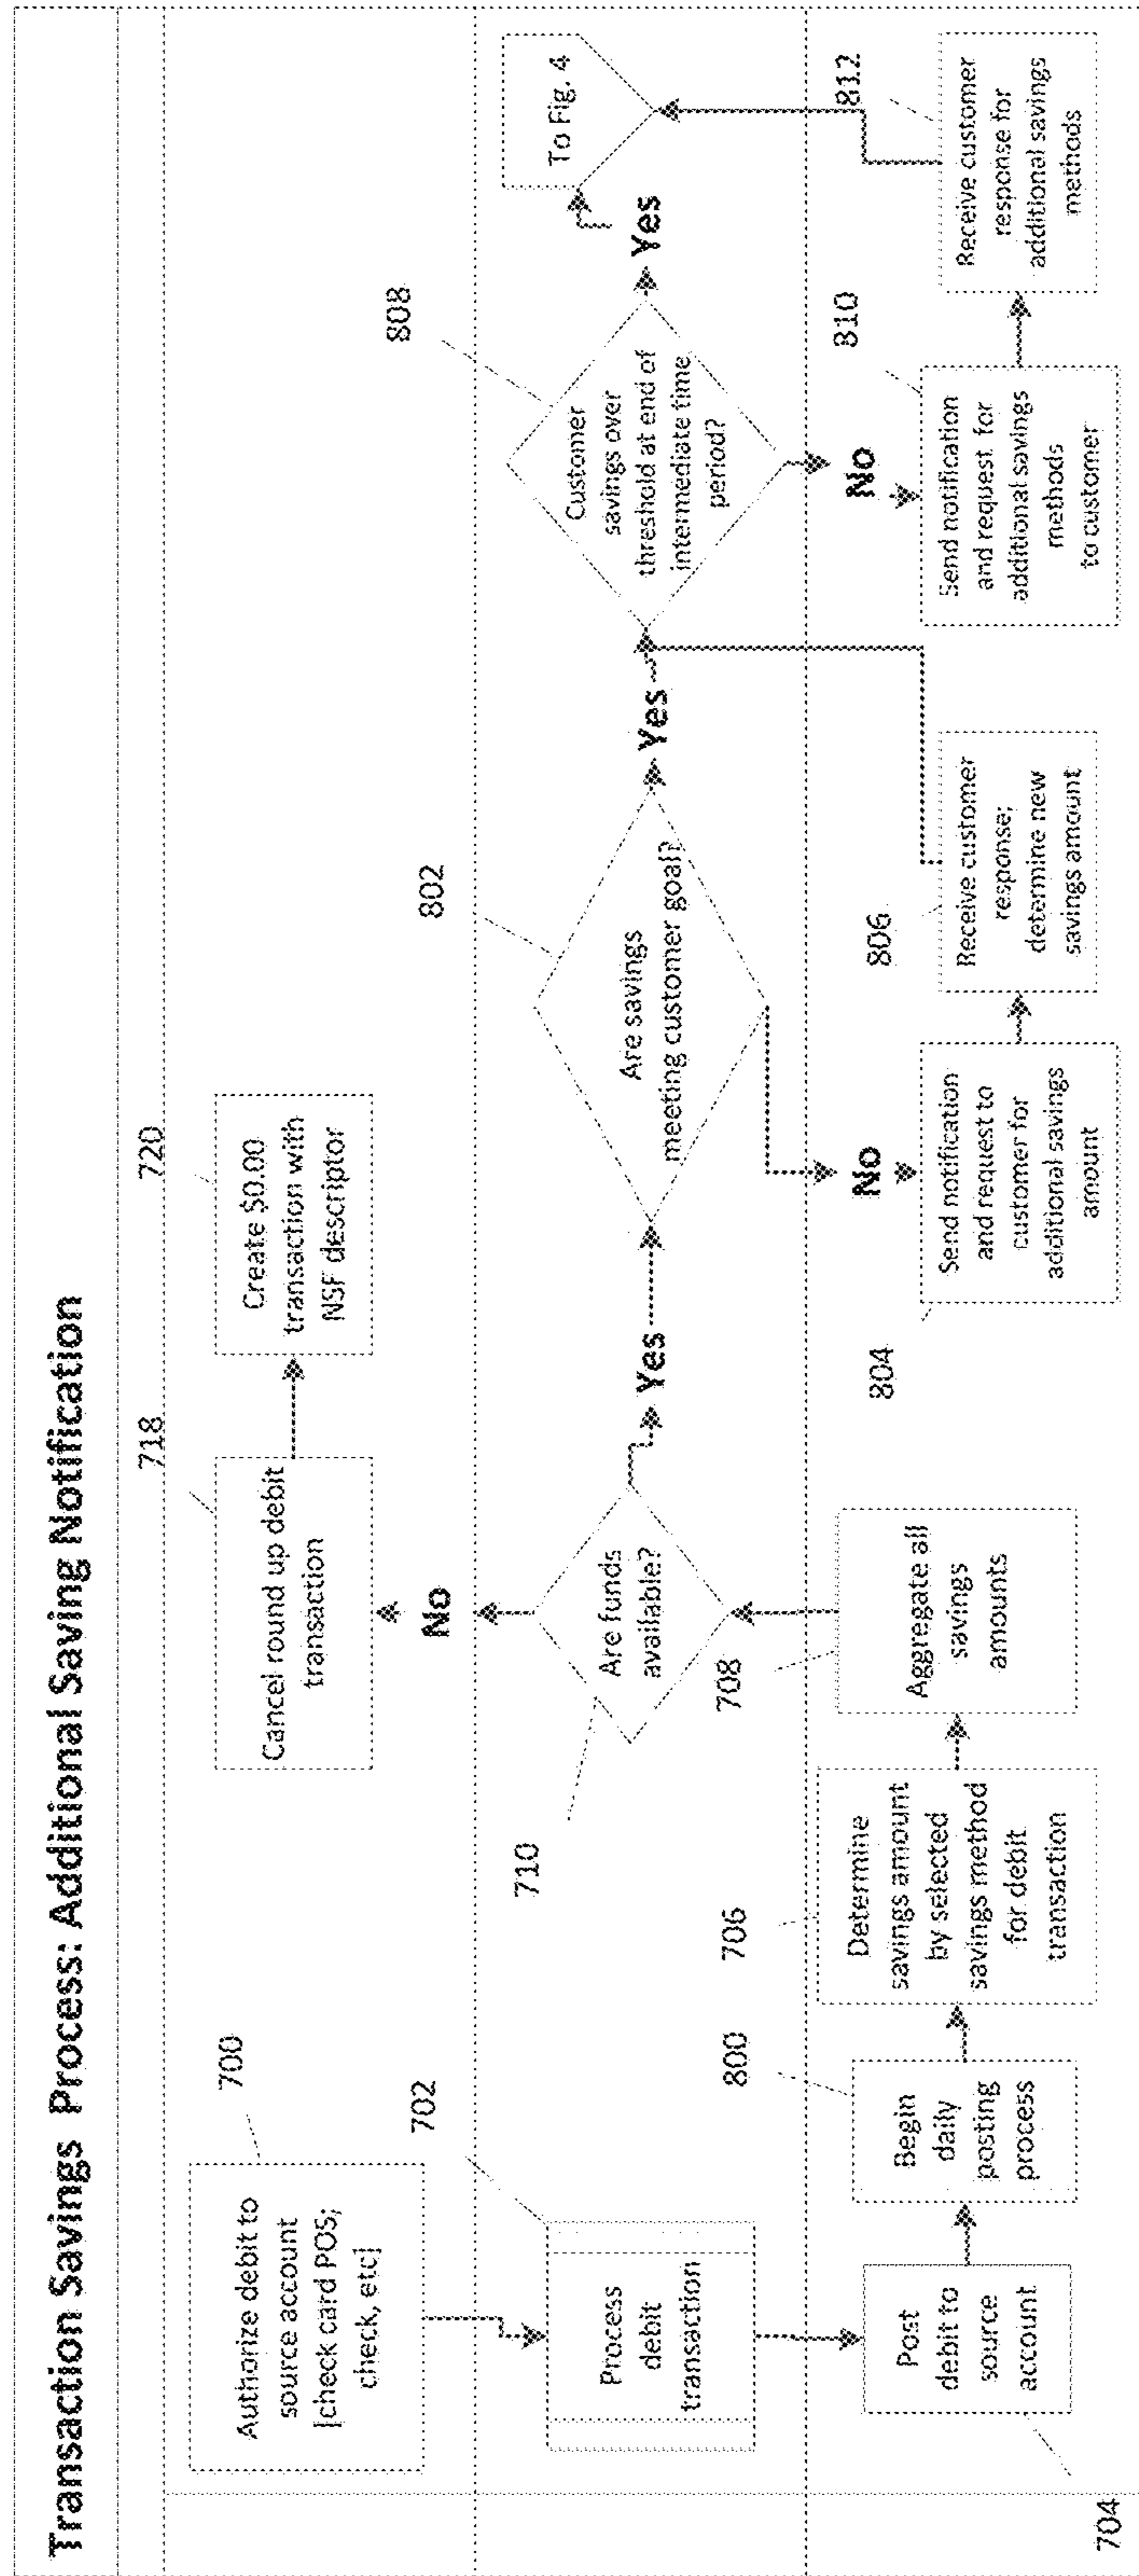 Transaction Savings Process: Additional Saving Notification
700
Authorize debit to
source account
[check card POS;
check, etc]
702
Process
debit
transaction
704
Post
debit to
source
account
800
Begin
daily
posting
process
706
Determine
savings amount
by selected
savings method
for debit
transaction
708
Aggregate all
savings
amounts
710
Are funds
available?
No
718
Cancel round up debit
transaction
720
Create $0.00
transaction with
NSF descriptor
Yes
802
Are savings
meeting customer goal?
No
804
Send notification
and request to
customer for
additional savings
amount
806
Receive customer
response;
determine new
savings amount
Yes
808
Customer
savings over
threshold at end of
intermediate time
period?
No
810
Send notification
and request for
additional savings
methods
to customer
812
Receive customer
response for
additional savings
methods
Yes
To Fig. 4